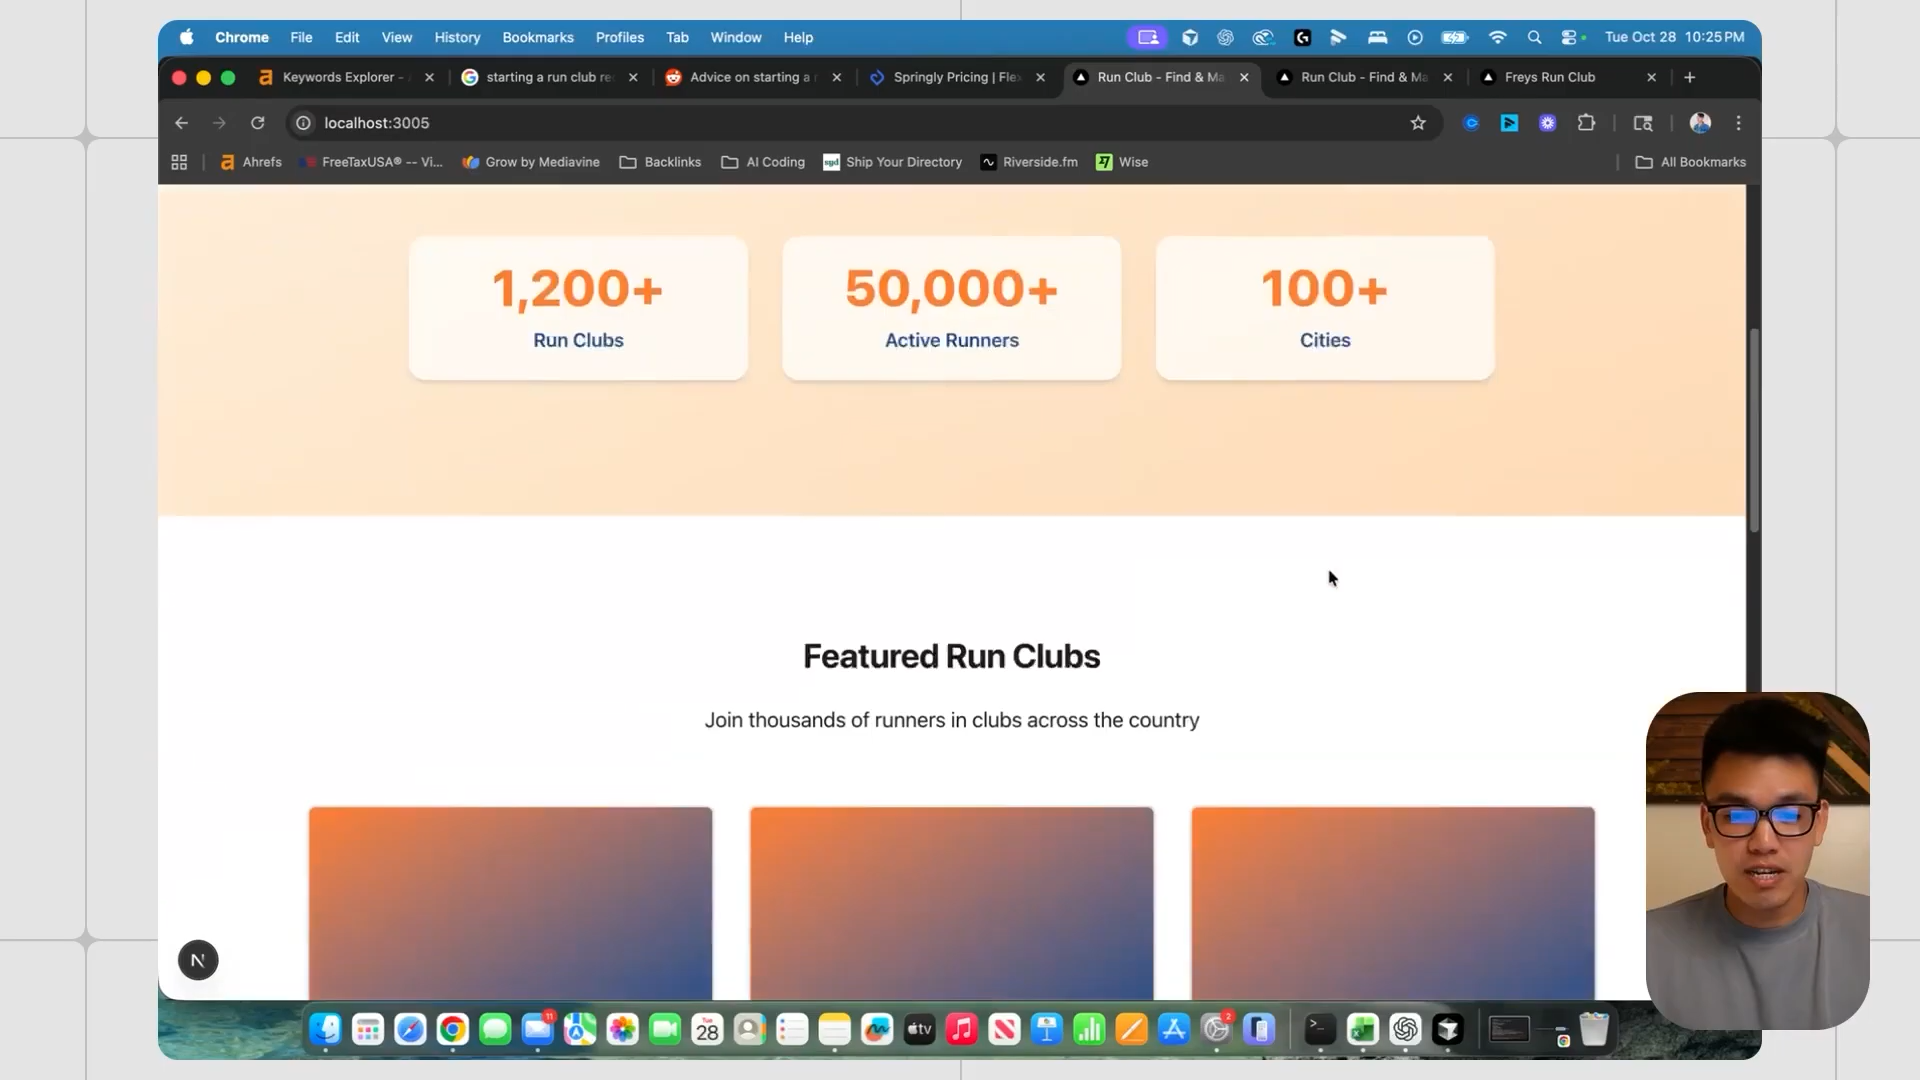 Chrome File Edit View History Bookmarks Profiles Tab Window Help Tue Oct 28 10:25 PM
Keywords Explorer - starting a run club re Advice on starting a Springly Pricing | Fle Run Club - Find & Ma Run Club - Find & Ma Freys Run Club
localhost:3005
Ahrefs FreeTaxUSA® -- Vi... Grow by Mediavine Backlinks AI Coding syd Ship Your Directory Riverside.fm Wise All Bookmarks
1,200+ 50,000+ 100+
Run Clubs Active Runners Cities
Featured Run Clubs
Join thousands of runners in clubs across the country
N
11 28 tv 2